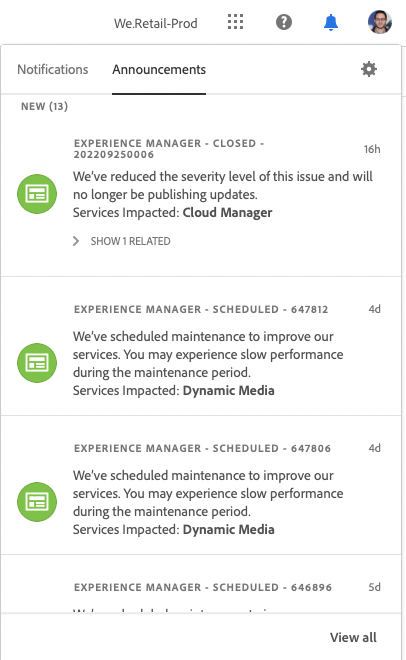 We.Retail-Prod
Notifications
Announcements
NEW (13)
EXPERIENCE MANAGER - CLOSED -
202209250006
16h
We've reduced the severity level of this issue and will
no longer be publishing updates.
Services Impacted: Cloud Manager
SHOW 1 RELATED
EXPERIENCE MANAGER - SCHEDULED - 647812
4d
We've scheduled maintenance to improve our
services. You may experience slow performance
during the maintenance period.
Services Impacted: Dynamic Media
EXPERIENCE MANAGER - SCHEDULED - 647806
4d
We've scheduled maintenance to improve our
services. You may experience slow performance
during the maintenance period.
Services Impacted: Dynamic Media
EXPERIENCE MANAGER - SCHEDULED - 646896
5d
View all